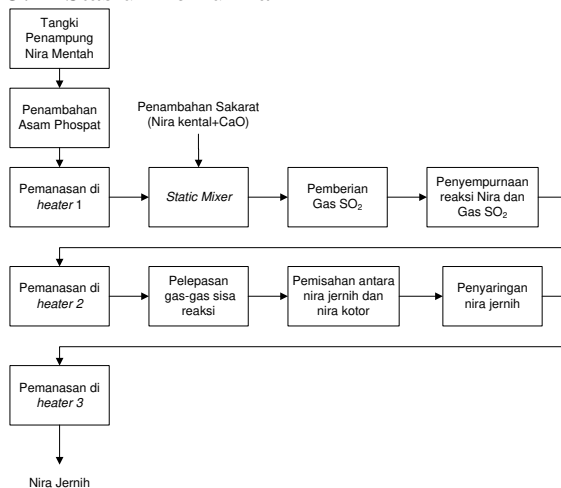 Tangki
Penampung
Nira Mentah
Penambahan
Asam Phospat
Penambahan Sakarat
(Nira kental+CaO)
Pemanasan di
heater 1
Static Mixer
Pemberian
Gas SO₂
Penyempurnaan
reaksi Nira dan
Gas SO₂
Pemanasan di
heater 2
Pelepasan
gas-gas sisa
reaksi
Pemisahan antara
nira jernih dan
nira kotor
Penyaringan
nira jernih
Pemanasan di
heater 3
Nira Jernih